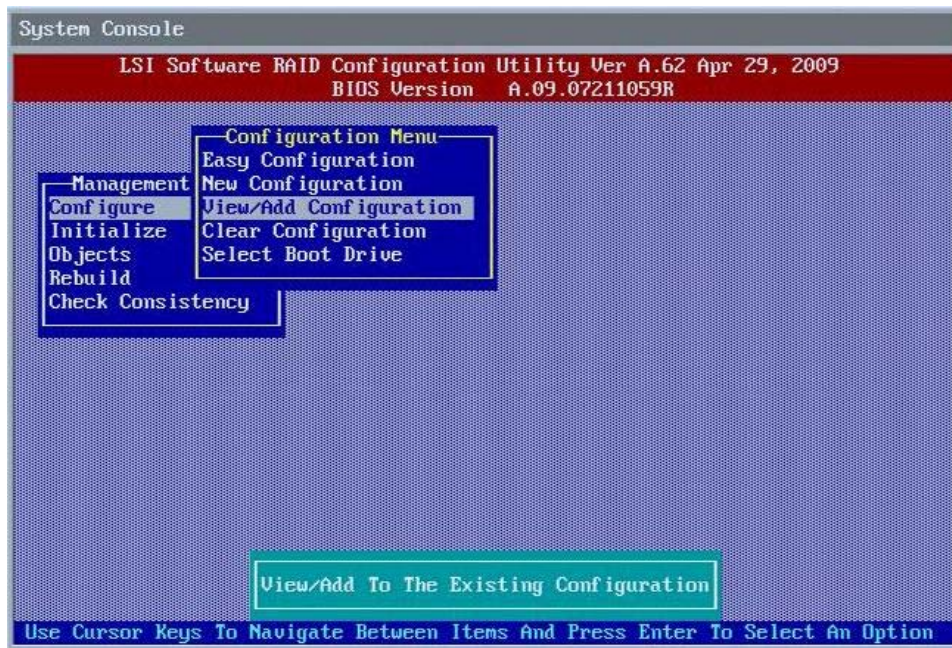 System Console
LSI Software RAID Configuration Utility Ver A.62 Apr 29, 2009
BIOS Version A.09.07211059R
Configuration Menu
Easy Configuration
New Configuration
View/Add Configuration
Clear Configuration
Select Boot Drive
Management
Configure
Initialize
Objects
Rebuild
Check Consistency
View/Add To The Existing Configuration
Use Cursor Keys To Navigate Between Items And Press Enter To Select An Option